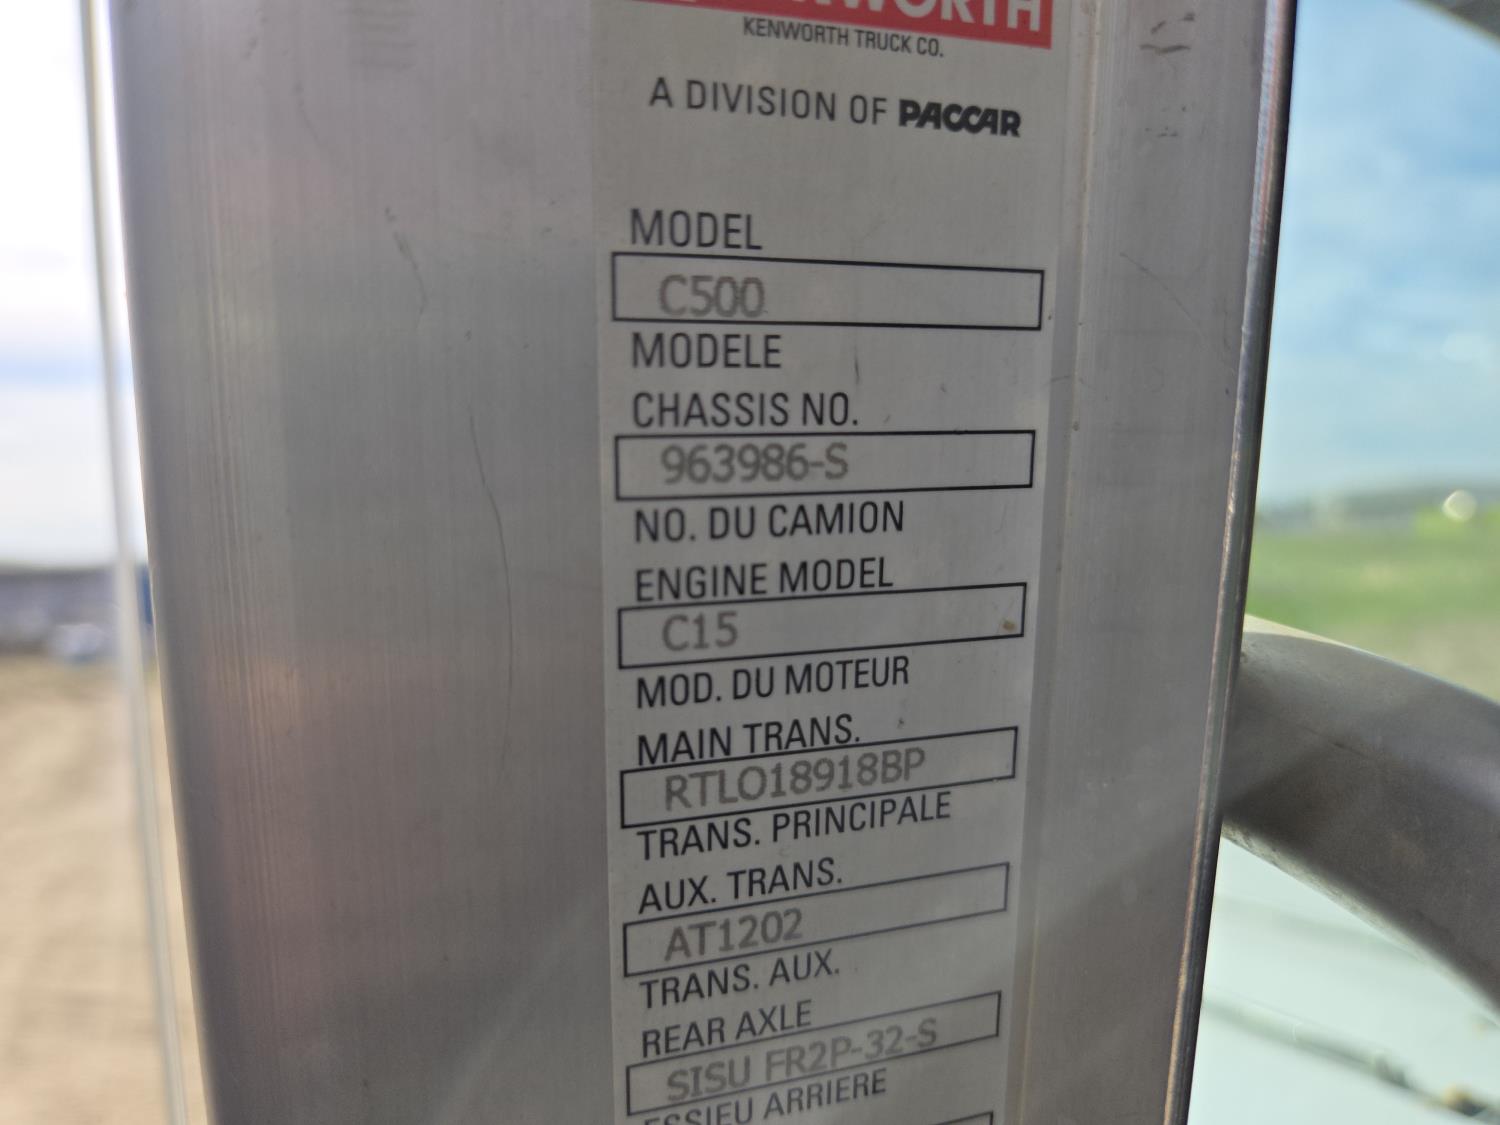 KENWORTH
KENWORTH TRUCK CO.
A DIVISION OF PACCAR
MODEL
C500
MODELE
CHASSIS NO.
963986-S
NO. DU CAMION
ENGINE MODEL
C15
MOD. DU MOTEUR
MAIN TRANS.
RTLO18918BP
TRANS. PRINCIPALE
AUX. TRANS.
AT1202
TRANS. AUX.
REAR AXLE
SISU FR2P-32-S
ESSIEU ARRIERE